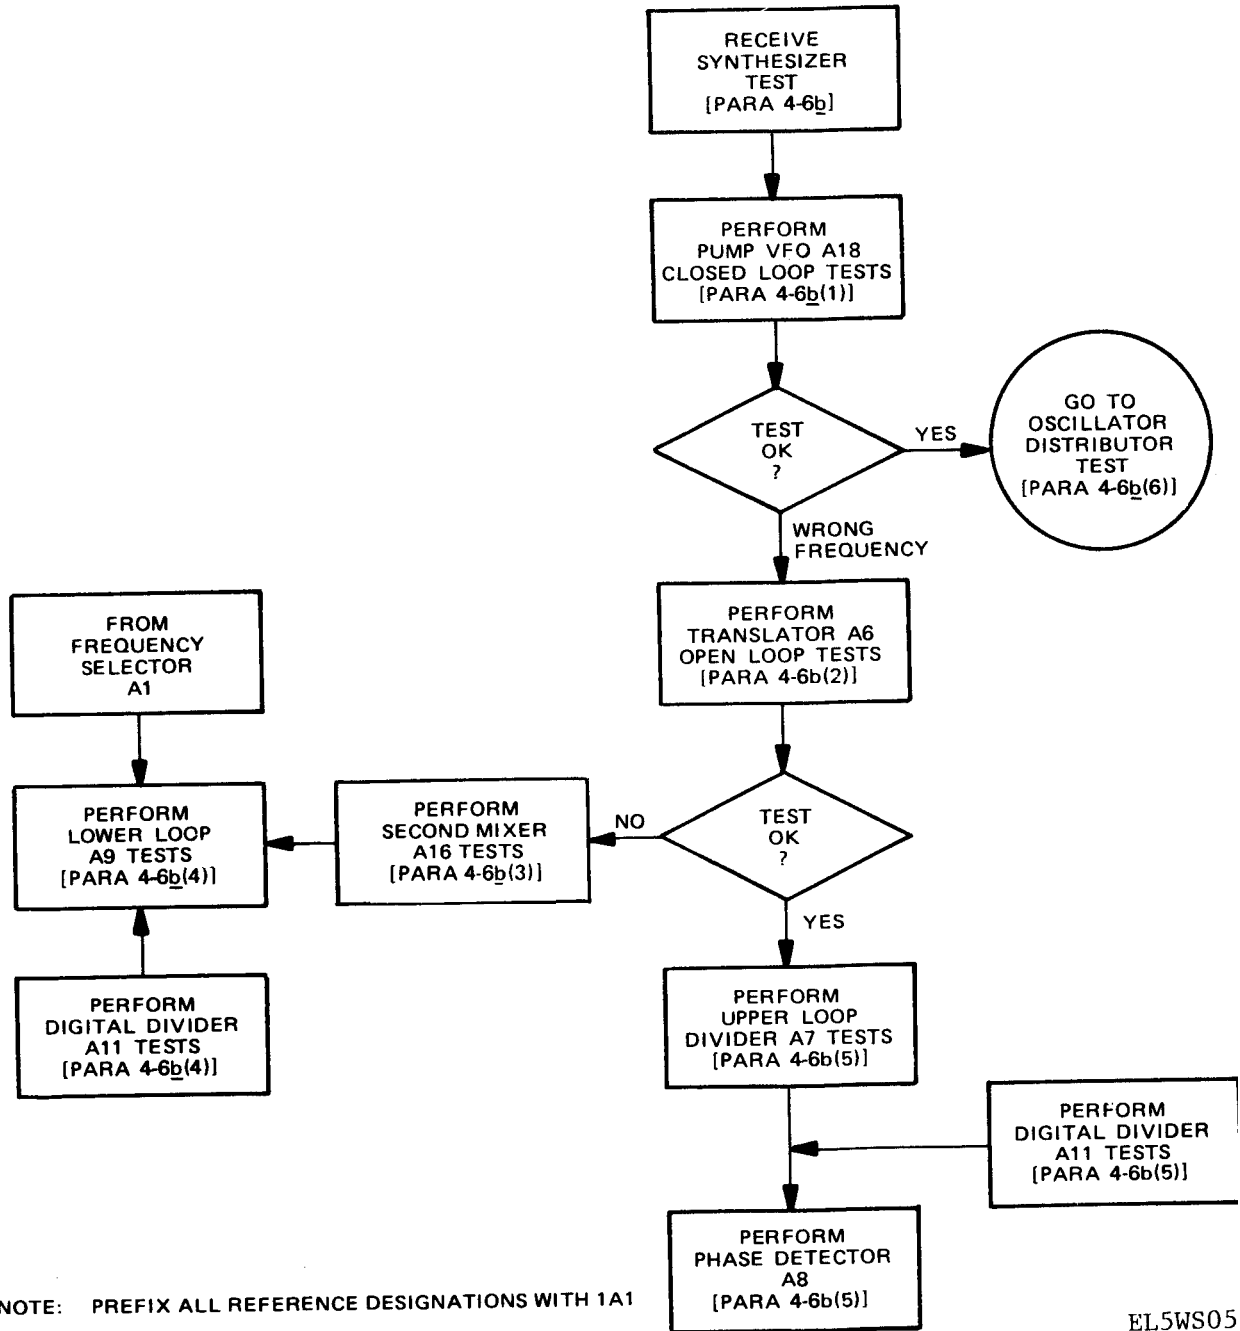 RECEIVE
SYNTHESIZER
TEST
[PARA 4-6b]
PERFORM
PUMP VFO A18
CLOSED LOOP TESTS
[PARA 4-6b(1)]
TEST
OK
?
YES
GO TO
OSCILLATOR
DISTRIBUTOR
TEST
[PARA 4-6b(6)]
WRONG
FREQUENCY
PERFORM
TRANSLATOR A6
OPEN LOOP TESTS
[PARA 4-6b(2)]
FROM
FREQUENCY
SELECTOR
A1
PERFORM
LOWER LOOP
A9 TESTS
[PARA 4-6b(4)]
PERFORM
SECOND MIXER
A16 TESTS
[PARA 4-6b(3)]
NO
TEST
OK
?
YES
PERFORM
DIGITAL DIVIDER
A11 TESTS
[PARA 4-6b(4)]
PERFORM
UPPER LOOP
DIVIDER A7 TESTS
[PARA 4-6b(5)]
PERFORM
DIGITAL DIVIDER
A11 TESTS
[PARA 4-6b(5)]
PERFORM
PHASE DETECTOR
A8
[PARA 4-6b(5)]
NOTE: PREFIX ALL REFERENCE DESIGNATIONS WITH 1A1
EL5WS05